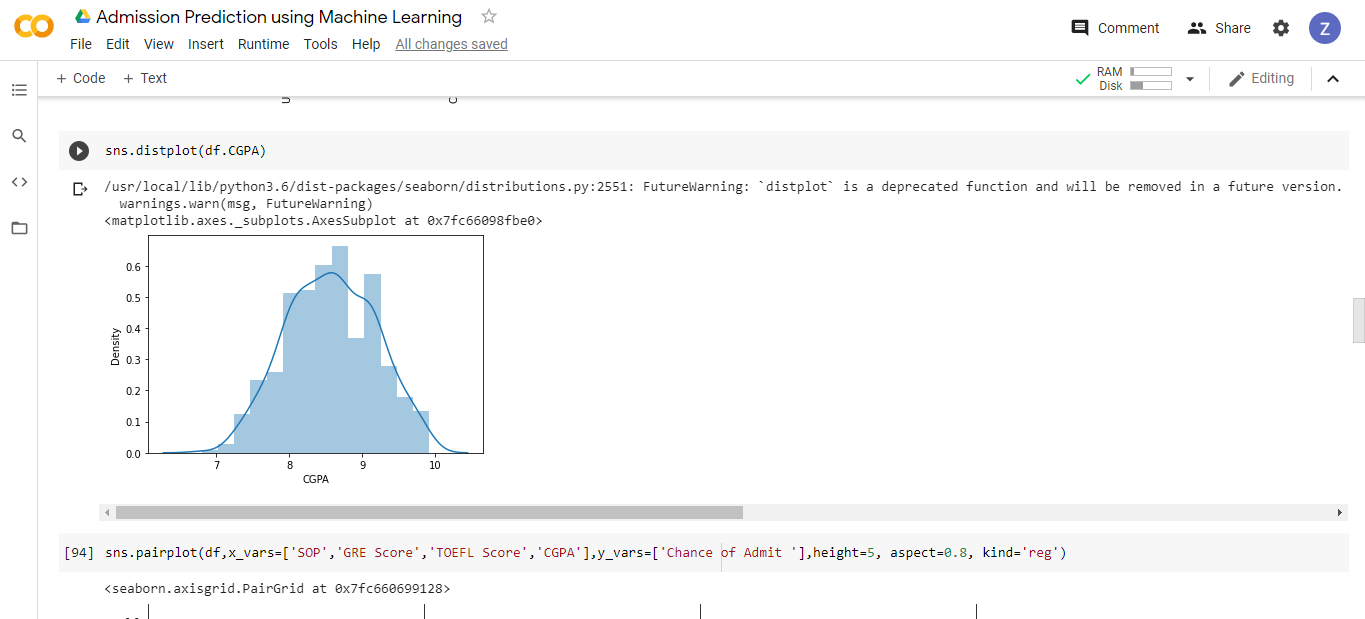 Admission Prediction using Machine Learning
File Edit View Insert Runtime Tools Help All changes saved
Comment Share Z
+ Code + Text
RAM
Disk
Editing
sns.distplot(df.CGPA)
/usr/local/lib/python3.6/dist-packages/seaborn/distributions.py:2551: FutureWarning: `distplot` is a deprecated function and will be removed in a future version.
warnings.warn(msg, FutureWarning)
<matplotlib.axes._subplots.AxesSubplot at 0x7fc66098fbe0>
0.6
0.5
0.4
0.3
0.2
0.1
0.0
Density
7 8 9 10
CGPA
[94] sns.pairplot(df,x_vars=['SOP','GRE Score','TOEFL Score','CGPA'],y_vars=['Chance of Admit '],height=5, aspect=0.8, kind='reg')
<seaborn.axisgrid.PairGrid at 0x7fc660699128>